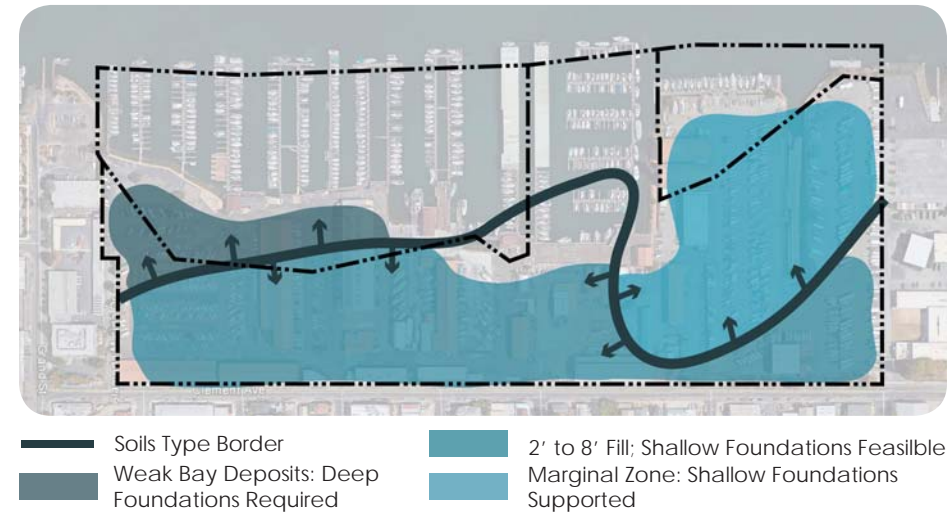 Soils Type Border
Weak Bay Deposits: Deep
Foundations Required
2' to 8' Fill; Shallow Foundations Feasible
Marginal Zone: Shallow Foundations
Supported